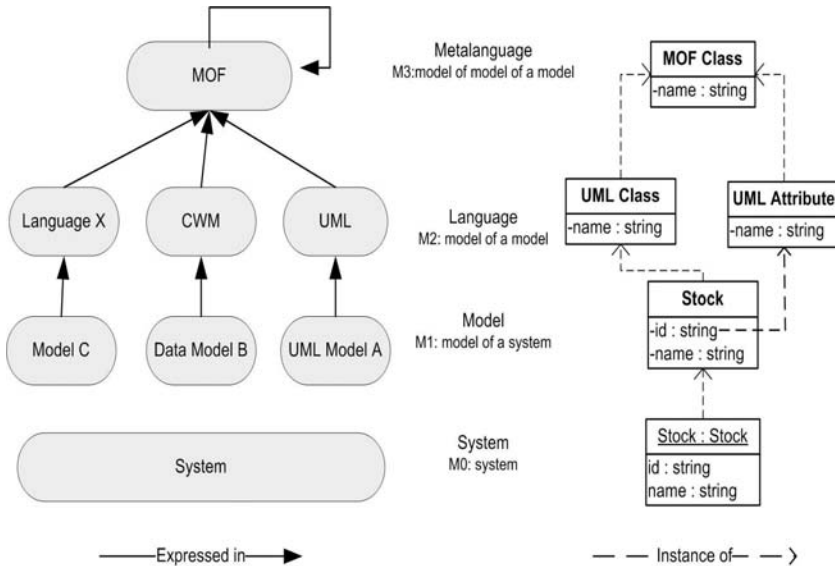 MOF
Metalanguage
M3:model of model of a model
MOF Class
-name : string
Language X
CWM
UML
Language
M2: model of a model
UML Class
-name : string
UML Attribute
-name : string
Model C
Data Model B
UML Model A
Model
M1: model of a system
Stock
-id : string
-name : string
System
System
M0: system
Stock : Stock
id : string
name : string
Expressed in
Instance of